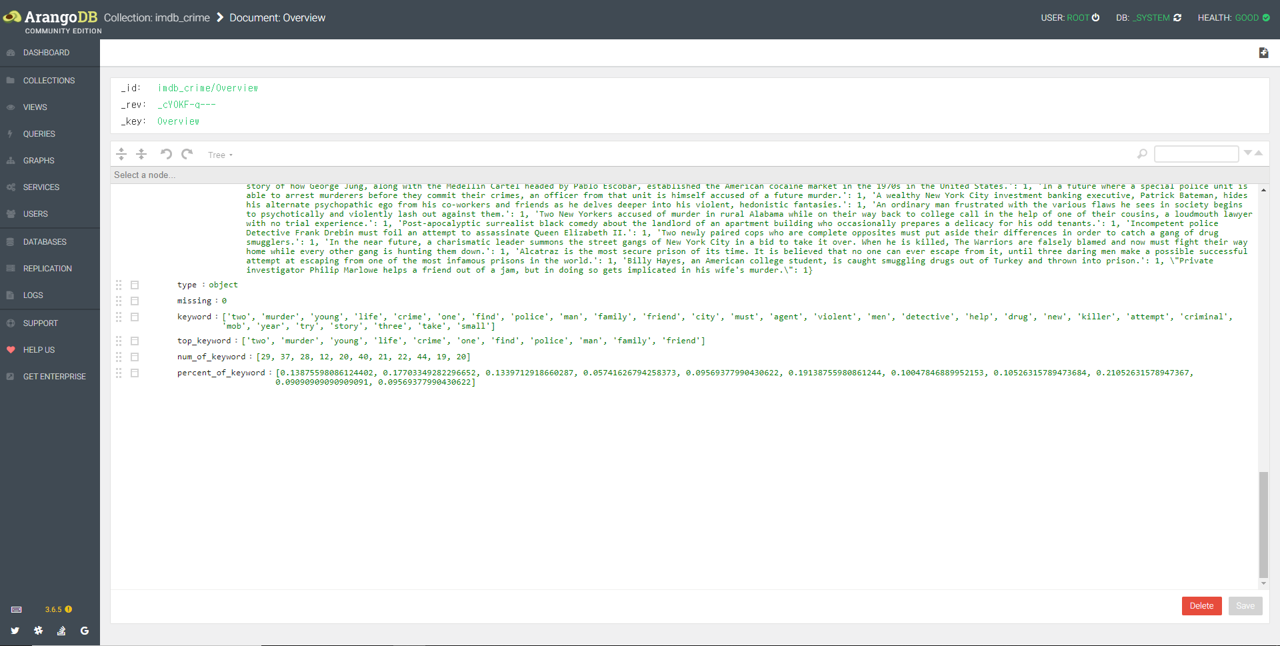 ArangoDB
COMMUNITY EDITION
Collection: imdb_crime > Document: Overview
USER: ROOT
DB: _SYSTEM
HEALTH: GOOD
DASHBOARD
COLLECTIONS
VIEWS
QUERIES
GRAPHS
SERVICES
USERS
DATABASES
REPLICATION
LOGS
SUPPORT
HELP US
GET ENTERPRISE
3.6.5
_id: imdb_crime/Overview
_rev: _cYOKF-q---
_key: Overview
Tree
Select a node...
story of how George Jung, along with the Medellín Cartel headed by Pablo Escobar, established the American cocaine market in the 1970s in the United States.': 1, 'In a future where a special police unit is
able to arrest murderers before they commit their crimes, an officer from that unit is himself accused of a future murder.': 1, 'A wealthy New York City investment banking executive, Patrick Bateman, hides
his alternate psychopathic ego from his co-workers and friends as he delves deeper into his violent, hedonistic fantasies.': 1, 'An ordinary man frustrated with the various flaws he sees in society begins
to psychotically and violently lash out against them.': 1, 'Two New Yorkers accused of murder in rural Alabama while on their way back to college call in the help of one of their cousins, a loudmouth lawyer
with no trial experience.': 1, 'Post-apocalyptic surrealist black comedy about the landlord of an apartment building who occasionally prepares a delicacy for his odd tenants.': 1, 'Incompetent police
Detective Frank Drebin must foil an attempt to assassinate Queen Elizabeth II.': 1, 'Two newly paired cops who are complete opposites must put aside their differences in order to catch a gang of drug
smugglers.': 1, 'In the near future, a charismatic leader summons the street gangs of New York City in a bid to take it over. When he is killed, The Warriors are falsely blamed and now must fight their way
home while every other gang is hunting them down.': 1, 'Alcatraz is the most secure prison of its time. It is believed that no one can ever escape from it, until three daring men make a possible successful
attempt at escaping from one of the most infamous prisons in the world.': 1, 'Billy Hayes, an American college student, is caught smuggling drugs out of Turkey and thrown into prison.': 1, \"Private
investigator Philip Marlowe helps a friend out of a jam, but in doing so gets implicated in his wife's murder.\": 1}
type : object
missing : 0
keyword : ['two', 'murder', 'young', 'life', 'crime', 'one', 'find', 'police', 'man', 'family', 'friend', 'city', 'must', 'agent', 'violent', 'men', 'detective', 'help', 'drug', 'new', 'killer', 'attempt', 'criminal',
'mob', 'year', 'try', 'story', 'three', 'take', 'small']
top_keyword : ['two', 'murder', 'young', 'life', 'crime', 'one', 'find', 'police', 'man', 'family', 'friend']
num_of_keyword : [29, 37, 28, 12, 20, 40, 21, 22, 44, 19, 20]
percent_of_keyword : [0.13875598086124402, 0.17703349282296652, 0.1339712918660287, 0.05741626794258373, 0.09569377990430622, 0.19138755980861244, 0.10047846889952153, 0.10526315789473684, 0.21052631578947367,
0.09090909090909091, 0.09569377990430622]
Delete
Save